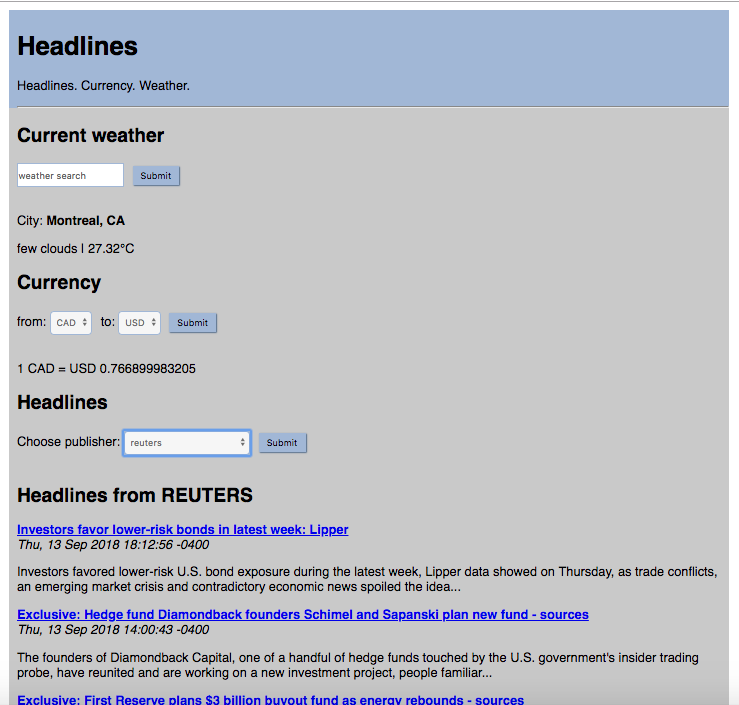 Headlines
Headlines. Currency. Weather.
Current weather
weather search Submit
City: Montreal, CA
few clouds | 27.32°C
Currency
from: CAD to: USD Submit
1 CAD = USD 0.766899983205
Headlines
Choose publisher: reuters Submit
Headlines from REUTERS
Investors favor lower-risk bonds in latest week: Lipper
Thu, 13 Sep 2018 18:12:56 -0400
Investors favored lower-risk U.S. bond exposure during the latest week, Lipper data showed on Thursday, as trade conflicts,
an emerging market crisis and contradictory economic news spoiled the idea...
Exclusive: Hedge fund Diamondback founders Schimel and Sapanski plan new fund - sources
Thu, 13 Sep 2018 14:00:43 -0400
The founders of Diamondback Capital, one of a handful of hedge funds touched by the U.S. government's insider trading
probe, have reunited and are working on a new investment project, people familiar...
Exclusive: First Reserve plans $3 billion buyout fund as energy rebounds - sources